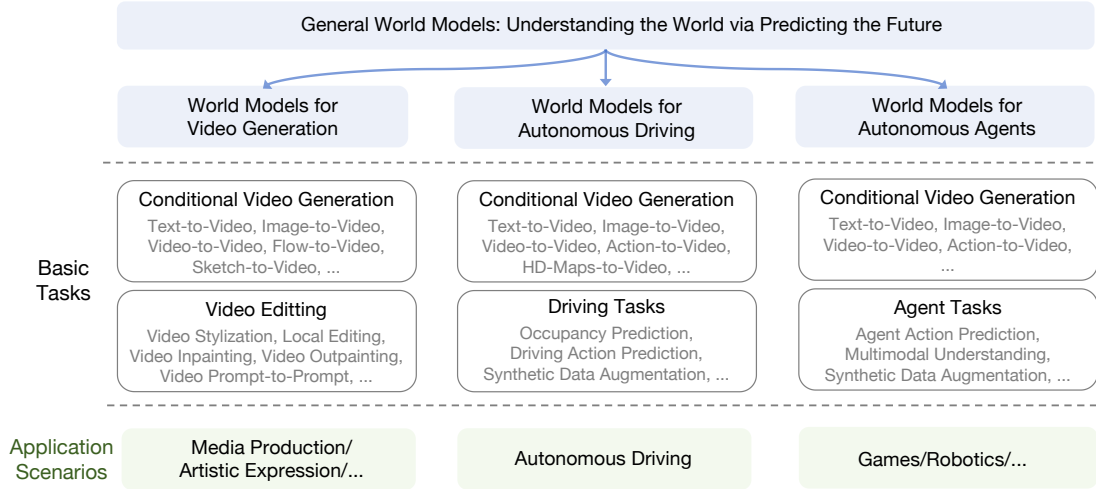 General World Models: Understanding the World via Predicting the Future
World Models for
Video Generation
World Models for
Autonomous Driving
World Models for
Autonomous Agents
Basic
Tasks
Conditional Video Generation
Text-to-Video, Image-to-Video,
Video-to-Video, Flow-to-Video,
Sketch-to-Video, ...
Conditional Video Generation
Text-to-Video, Image-to-Video,
Video-to-Video, Action-to-Video,
HD-Maps-to-Video, ...
Conditional Video Generation
Text-to-Video, Image-to-Video,
Video-to-Video, Action-to-Video,
...
Video Editting
Video Stylization, Local Editing,
Video Inpainting, Video Outpainting,
Video Prompt-to-Prompt, ...
Driving Tasks
Occupancy Prediction,
Driving Action Prediction,
Synthetic Data Augmentation, ...
Agent Tasks
Agent Action Prediction,
Multimodal Understanding,
Synthetic Data Augmentation, ...
Application
Scenarios
Media Production/
Artistic Expression/...
Autonomous Driving
Games/Robotics/...